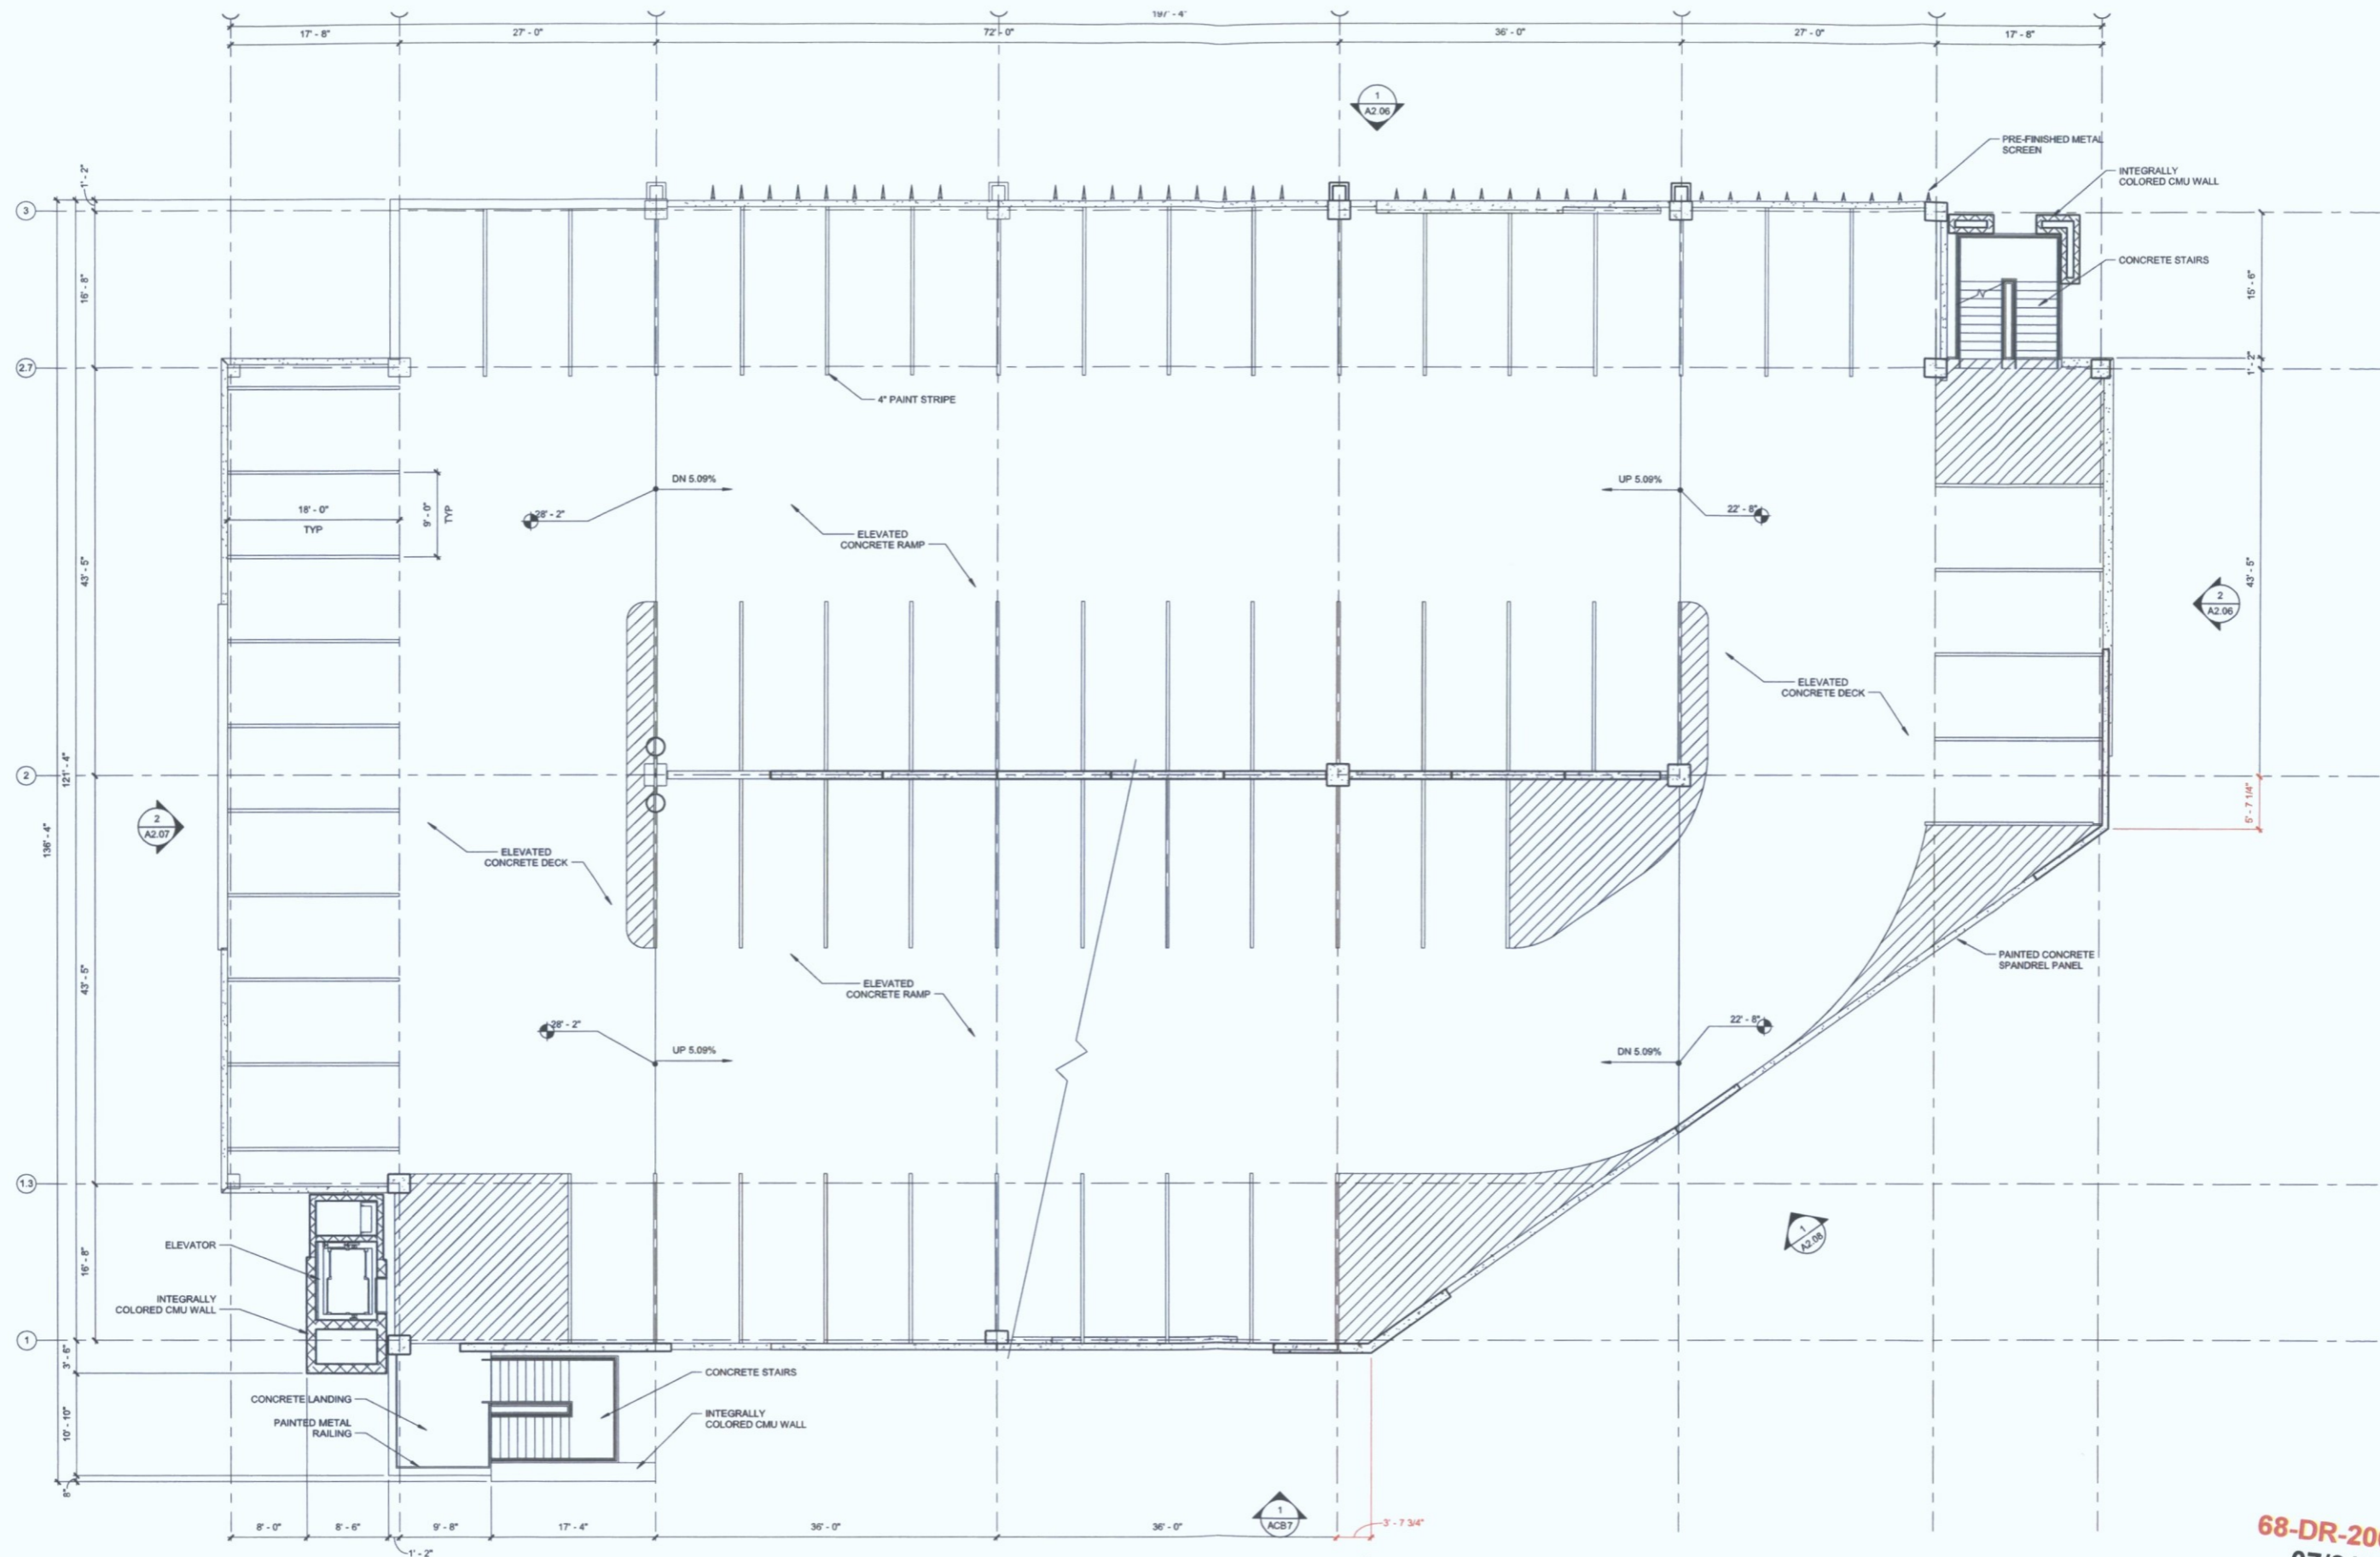 197' - 4"
17' - 8"
27' - 0"
72' - 0"
36' - 0"
27' - 0"
17' - 8"
1
A2.06
PRE-FINISHED METAL
SCREEN
INTEGRALLY
COLORED CMU WALL
CONCRETE STAIRS
1' - 2"
3
16' - 8"
15' - 6"
2.7
1' - 2"
4" PAINT STRIPE
DN 5.09%
UP 5.09%
28' - 2"
22' - 8"
18' - 0"
TYP
9' - 0"
TYP
ELEVATED
CONCRETE RAMP
43' - 5"
43' - 5"
2
A2.06
ELEVATED
CONCRETE DECK
2
121' - 4"
136' - 4"
5' - 7 1/4"
2
A2.07
ELEVATED
CONCRETE DECK
PAINTED CONCRETE
SPANDREL PANEL
43' - 5"
ELEVATED
CONCRETE RAMP
28' - 2"
22' - 8"
UP 5.09%
DN 5.09%
1.3
ELEVATOR
16' - 8"
1
A2.08
INTEGRALLY
COLORED CMU WALL
1
3' - 6"
CONCRETE STAIRS
CONCRETE LANDING
PAINTED METAL
RAILING
INTEGRALLY
COLORED CMU WALL
10' - 10"
8"
8' - 0"
8' - 6"
9' - 8"
17' - 4"
36' - 0"
36' - 0"
1
ACB7
3' - 7 3/4"
1' - 2"
68-DR-20